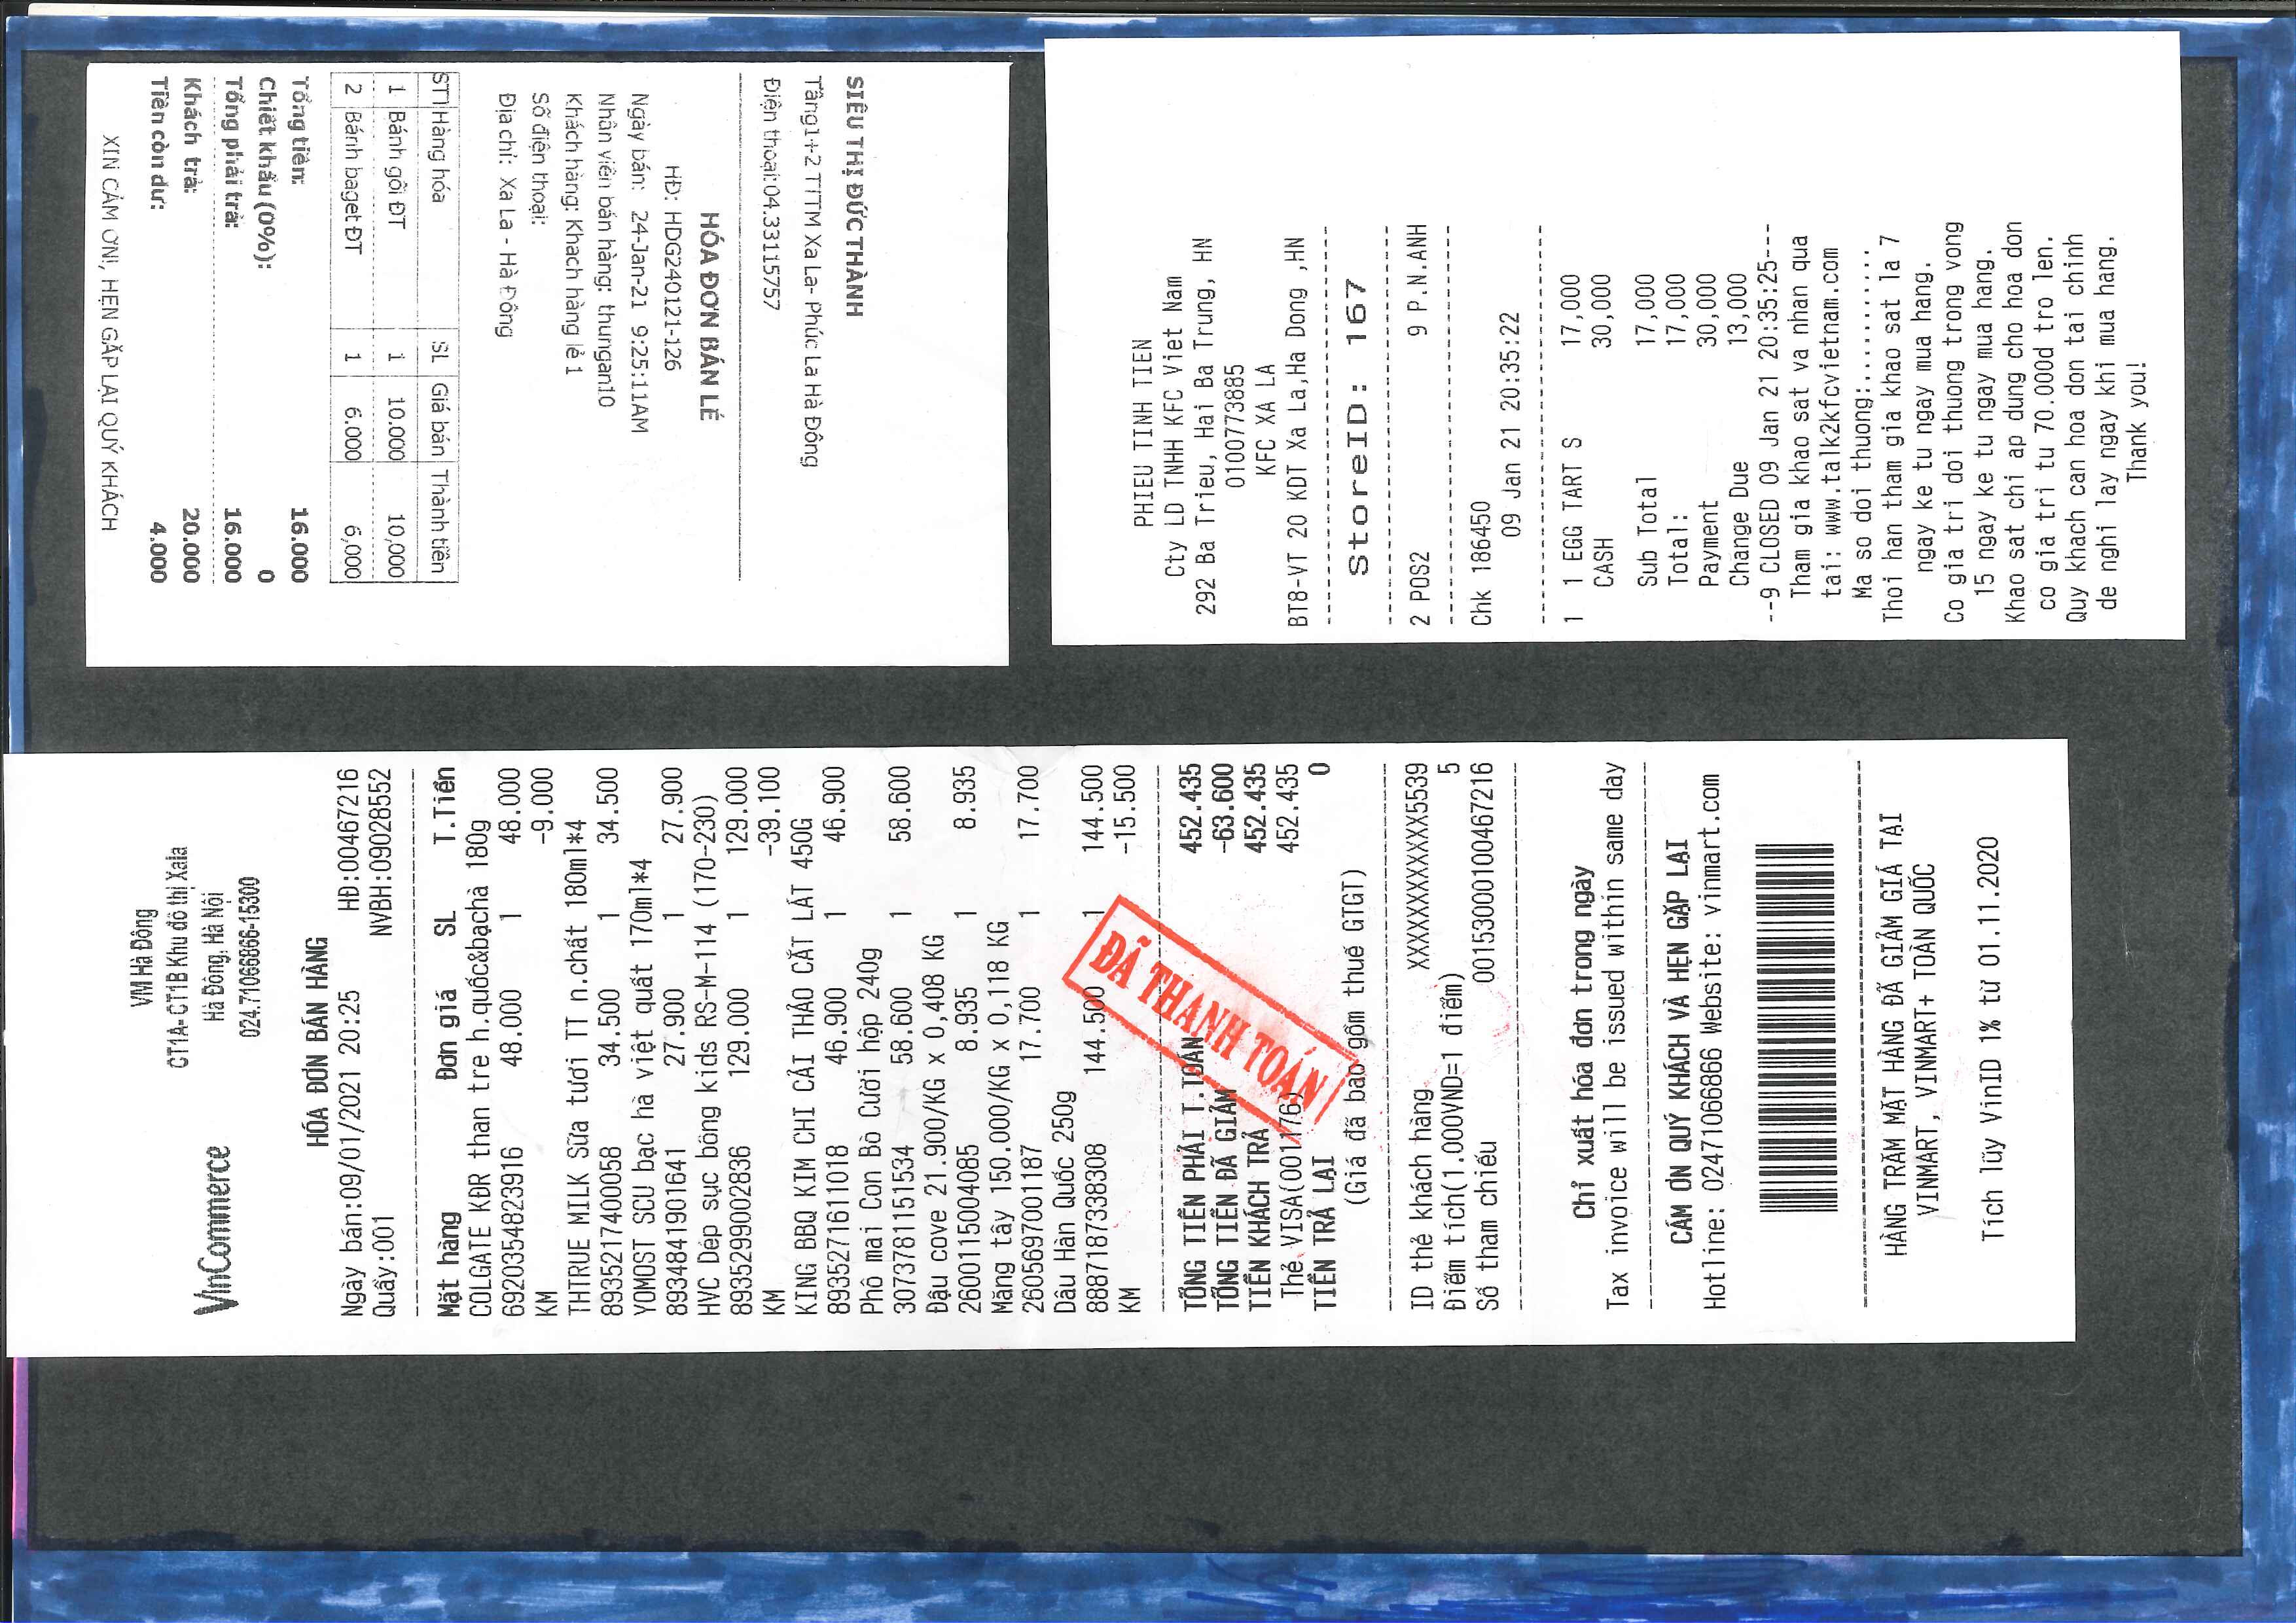 SIÊU THỊ ĐỨC THÀNH
Tầng1+2 TTTM Xa La- Phúc La Hà Đông
Điện thoại:04.33115757
HÓA ĐƠN BÁN LẺ
HĐ: HDG240121-126
Ngày bán: 24-Jan-21 9:25:11AM
Nhân viên bán hàng: thungan10
Khách hàng: Khach hàng lẻ 1
Số điện thoại:
Địa chỉ: Xa La - Hà Đông
STT Hàng hóa SL Giá bán Thành tiền
1 Bánh gối ĐT 1 10.000 10,000
2 Bánh baget ĐT 1 6.000 6,000
Tổng tiền: 16.000
Chiết khấu (0%): 0
Tổng phải trả: 16.000
Khách trả: 20.000
Tiền còn dư: 4.000
XIN CẢM ƠN!, HẸN GẶP LẠI QUÝ KHÁCH
PHIEU TINH TIEN
Cty LD TNHH KFC Viet Nam
292 Ba Trieu, Hai Ba Trung, HN
0100773885
KFC XA LA
BT8-VT 20 KDT Xa La,Ha Dong ,HN
StoreID: 167
2 POS2 9 P.N.ANH
Chk 186450
09 Jan 21 20:35:22
1 1 EGG TART S 17,000
CASH 30,000
Sub Total 17,000
Total: 17,000
Payment 30,000
Change Due 13,000
--9 CLOSED 09 Jan 21 20:35:25---
Tham gia khao sat va nhan qua
tai: www.talk2kfcvietnam.com
Ma so doi thuong:...........
Thoi han tham gia khao sat la 7
ngay ke tu ngay mua hang.
Co gia tri doi thuong trong vong
15 ngay ke tu ngay mua hang.
Khao sat chi ap dung cho hoa don
co gia tri tu 70.000d tro len.
Quy khach can hoa don tai chinh
de nghi lay ngay khi mua hang.
Thank you!
VM Hà Đông
CT1A-CT1B Khu đô thị Xala
VinCommerce
Hà Đông, Hà Nội
024.71066866-15300
HÓA ĐƠN BÁN HÀNG
Ngày bán:09/01/2021 20:25 HĐ:00467216
Quầy:001 NVBH:09028552
Mặt hàng Đơn giá SL T.Tiền
COLGATE KĐR than tre h.quốc&bạchà 180g
6920354823916 48.000 1 48.000
KM -9.000
THTRUE MILK Sữa tươi TT n.chất 180ml*4
8935217400058 34.500 1 34.500
YOMOST SCU bạc hà việt quất 170ml*4
8934841901641 27.900 1 27.900
HVC Dép sục bông kids RS-M-114 (170-230)
8935299002836 129.000 1 129.000
KM -39.100
KING BBQ KIM CHI CẢI THẢO CẮT LÁT 450G
8935271611018 46.900 1 46.900
Phô mai Con Bò Cười hộp 240g
3073781151534 58.600 1 58.600
Đậu cove 21.900/KG x 0,408 KG
2600115004085 8.935 1 8.935
Măng tây 150.000/KG x 0,118 KG
2605697001187 17.700 1 17.700
Dâu Hàn Quốc 250g
8887187338308 144.500 1 144.500
KM -15.500
TỔNG TIỀN PHẢI T.TOÁN 452.435
TỔNG TIỀN ĐÃ GIẢM -63.600
TIỀN KHÁCH TRẢ 452.435
Thẻ VISA(001176) 452.435
TIỀN TRẢ LẠI 0
(Giá đã bao gồm thuế GTGT)
ĐÃ THANH TOÁN
ID thẻ khách hàng XXXXXXXXXXXXXXX5539
Điểm tích(1.000VND=1 điểm) 5
Số tham chiếu 00153000100467216
Chỉ xuất hóa đơn trong ngày
Tax invoice will be issued within same day
CẢM ƠN QUÝ KHÁCH VÀ HẸN GẶP LẠI
Hotline: 02471066866 Website: vinmart.com
HÀNG TRĂM MẶT HÀNG ĐÃ GIẢM GIÁ TẠI
VINMART, VINMART+ TOÀN QUỐC
Tích lũy VinID 1% từ 01.11.2020